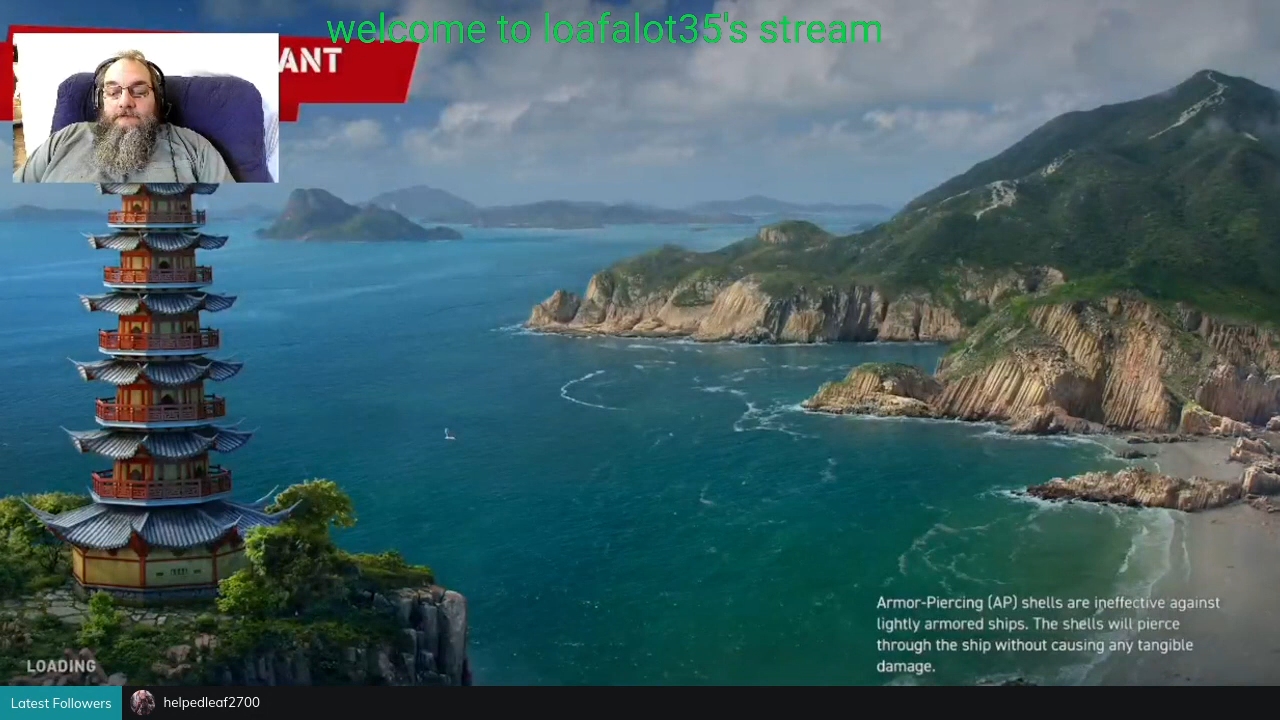 welcome to loafalot35's stream
ANT
Armor-Piercing (AP) shells are ineffective against
lightly armored ships. The shells will pierce
through the ship without causing any tangible
damage.
LOADING
Latest Followers helpedleaf2700